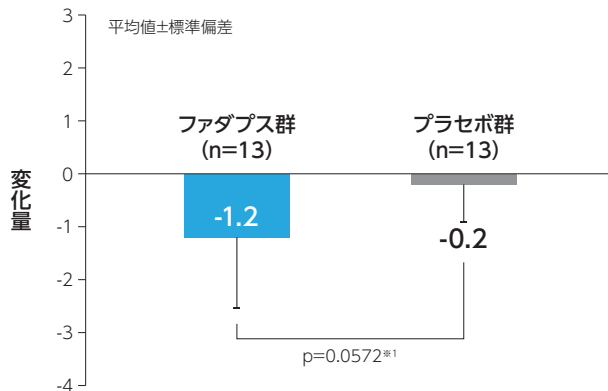 3
平均値±標準偏差
2
1
ファダプス群
(n=13)
プラセボ群
(n=13)
変化量
0
-1.2
-0.2
-1
-2
-3
p=0.0572※1
-4